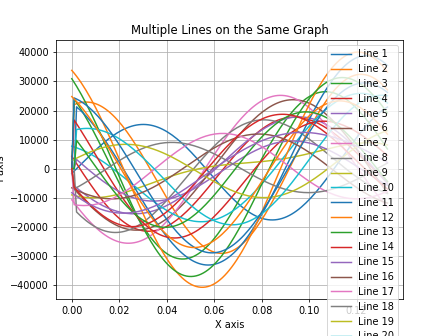 Multiple Lines on the Same Graph
40000
30000
20000
10000
0
-10000
-20000
-30000
-40000
0.00
0.02
0.04
0.06
0.08
0.10
X axis
Line 1
Line 2
Line 3
Line 4
Line 5
Line 6
Line 7
Line 8
Line 9
Line 10
Line 11
Line 12
Line 13
Line 14
Line 15
Line 16
Line 17
Line 18
Line 19
Line 20